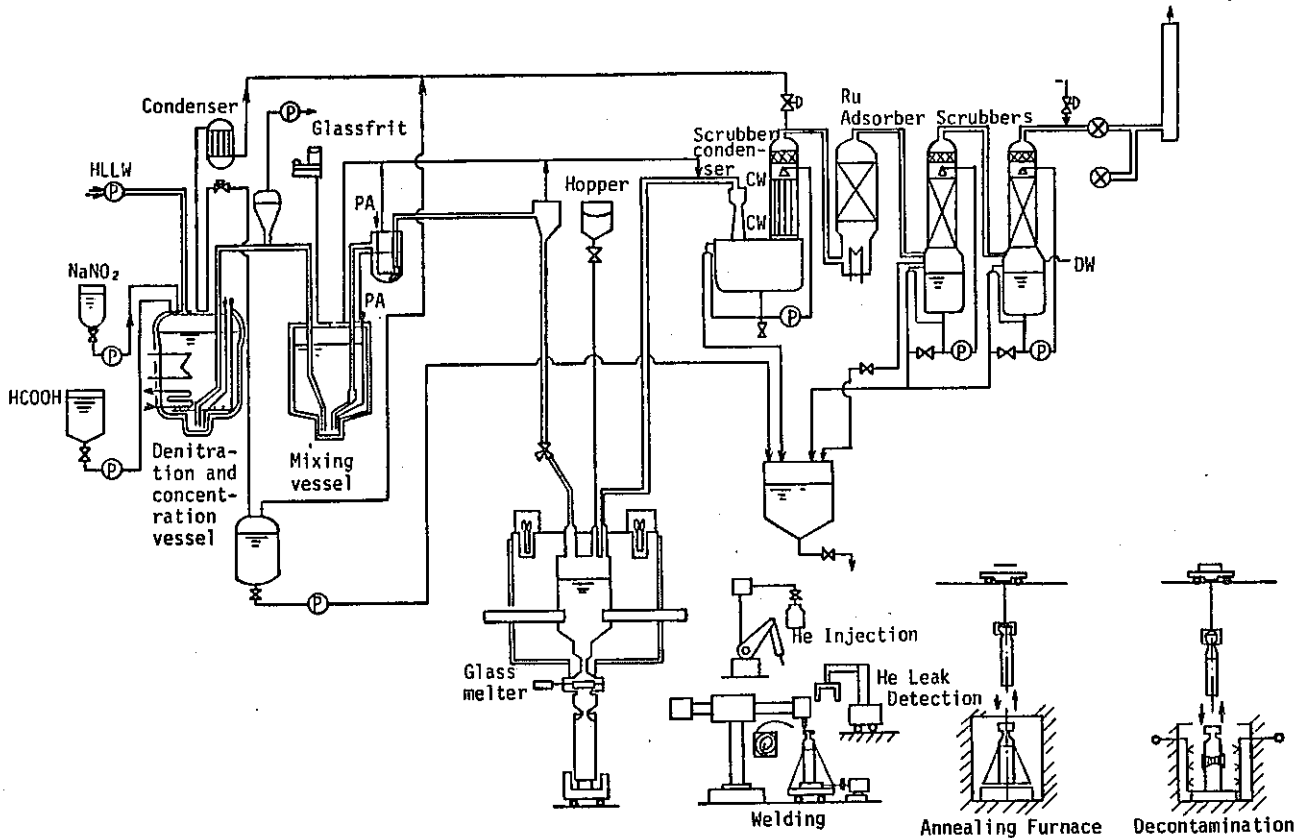 Condenser
P
Glassfrit
HLLW
P
PA
Hopper
D
Scrubber
conden-
ser
CW
CW
Ru
Adsorber
Scrubbers
D
NaNO₂
P
PA
HCOOH
P
Denitra-
tion and
concent-
ration
vessel
Mixing
vessel
P
P
P
P
DW
Glass
melter
He Injection
He Leak
Detection
Welding
Annealing Furnace
Decontamination